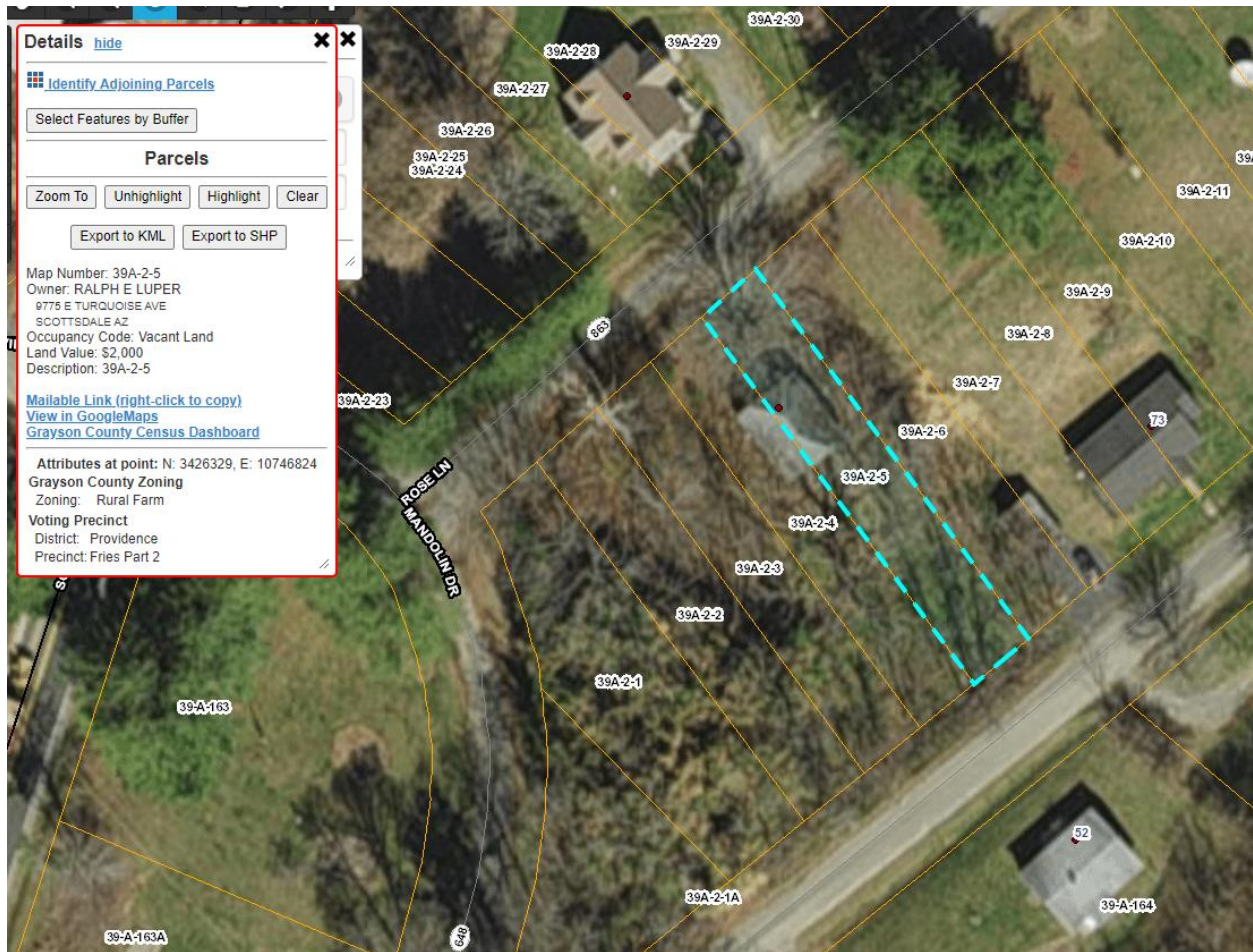 Details hide
Identify Adjoining Parcels
Select Features by Buffer
Parcels
Zoom To Unhighlight Highlight Clear
Export to KML Export to SHP
Map Number: 39A-2-5
Owner: RALPH E LUPER
9775 E TURQUOISE AVE
SCOTTSDALE AZ
Occupancy Code: Vacant Land
Land Value: $2,000
Description: 39A-2-5
Mailable Link (right-click to copy)
View in GoogleMaps
Grayson County Census Dashboard
Attributes at point: N: 3426329, E: 10746824
Grayson County Zoning
Zoning: Rural Farm
Voting Precinct
District: Providence
Precinct: Fries Part 2
39A-2-30
39A-2-29
39A-2-28
39A-2-27
39A-2-26
39A-2-25
39A-2-24
39A-2-23
39A-2-11
39A-2-10
39A-2-9
39A-2-8
39A-2-7
39A-2-6
39A-2-5
39A-2-4
39A-2-3
39A-2-2
39A-2-1
39A-2-1A
863
ROSE LN
MANDOLIN DR
73
52
39-A-163
39-A-163A
39-A-164
648